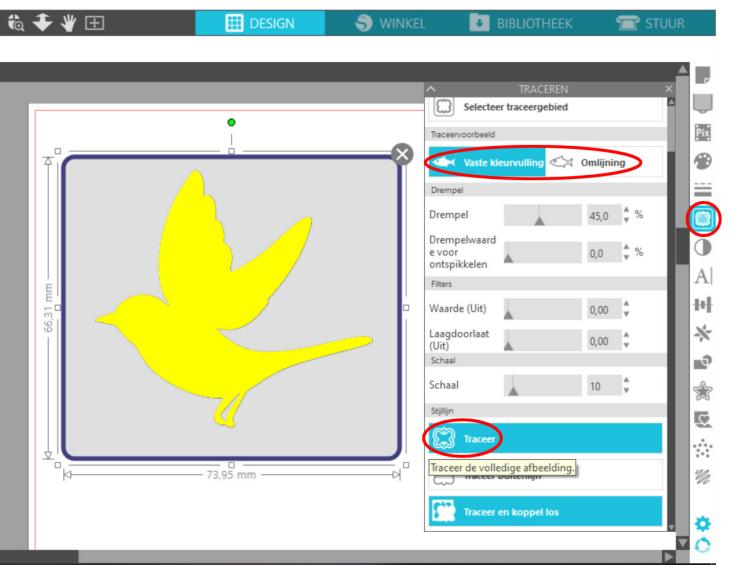 DESIGN
WINKEL
BIBLIOTHEEK
STUUR
TRACEREN
Selecteer traceergebied
Traceervoorbeeld
Vaste kleurvulling
Omlijning
Drempel
Drempel 45,0 %
Drempelwaard
e voor
ontspikkelen
0,0 %
Filters
Waarde (Uit) 0,00
Laagdoorlaat
(Uit)
0,00
Schaal
Schaal 10
Stijllijn
Traceer
Traceer de volledige afbeelding.
Traceer buitenlijn
Traceer en koppel los
66,31 mm
73,95 mm
Pix
A